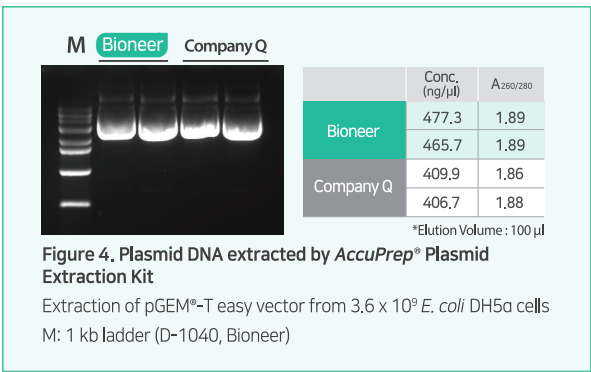 M Bioneer Company Q
Conc. (ng/μl) A260/280
Bioneer 477.3 1.89
465.7 1.89
Company Q 409.9 1.86
406.7 1.88
*Elution Volume : 100 μl
Figure 4. Plasmid DNA extracted by AccuPrep® Plasmid
Extraction Kit
Extraction of pGEM®-T easy vector from 3.6 x 10⁹ E. coli DH5α cells
M: 1 kb ladder (D-1040, Bioneer)